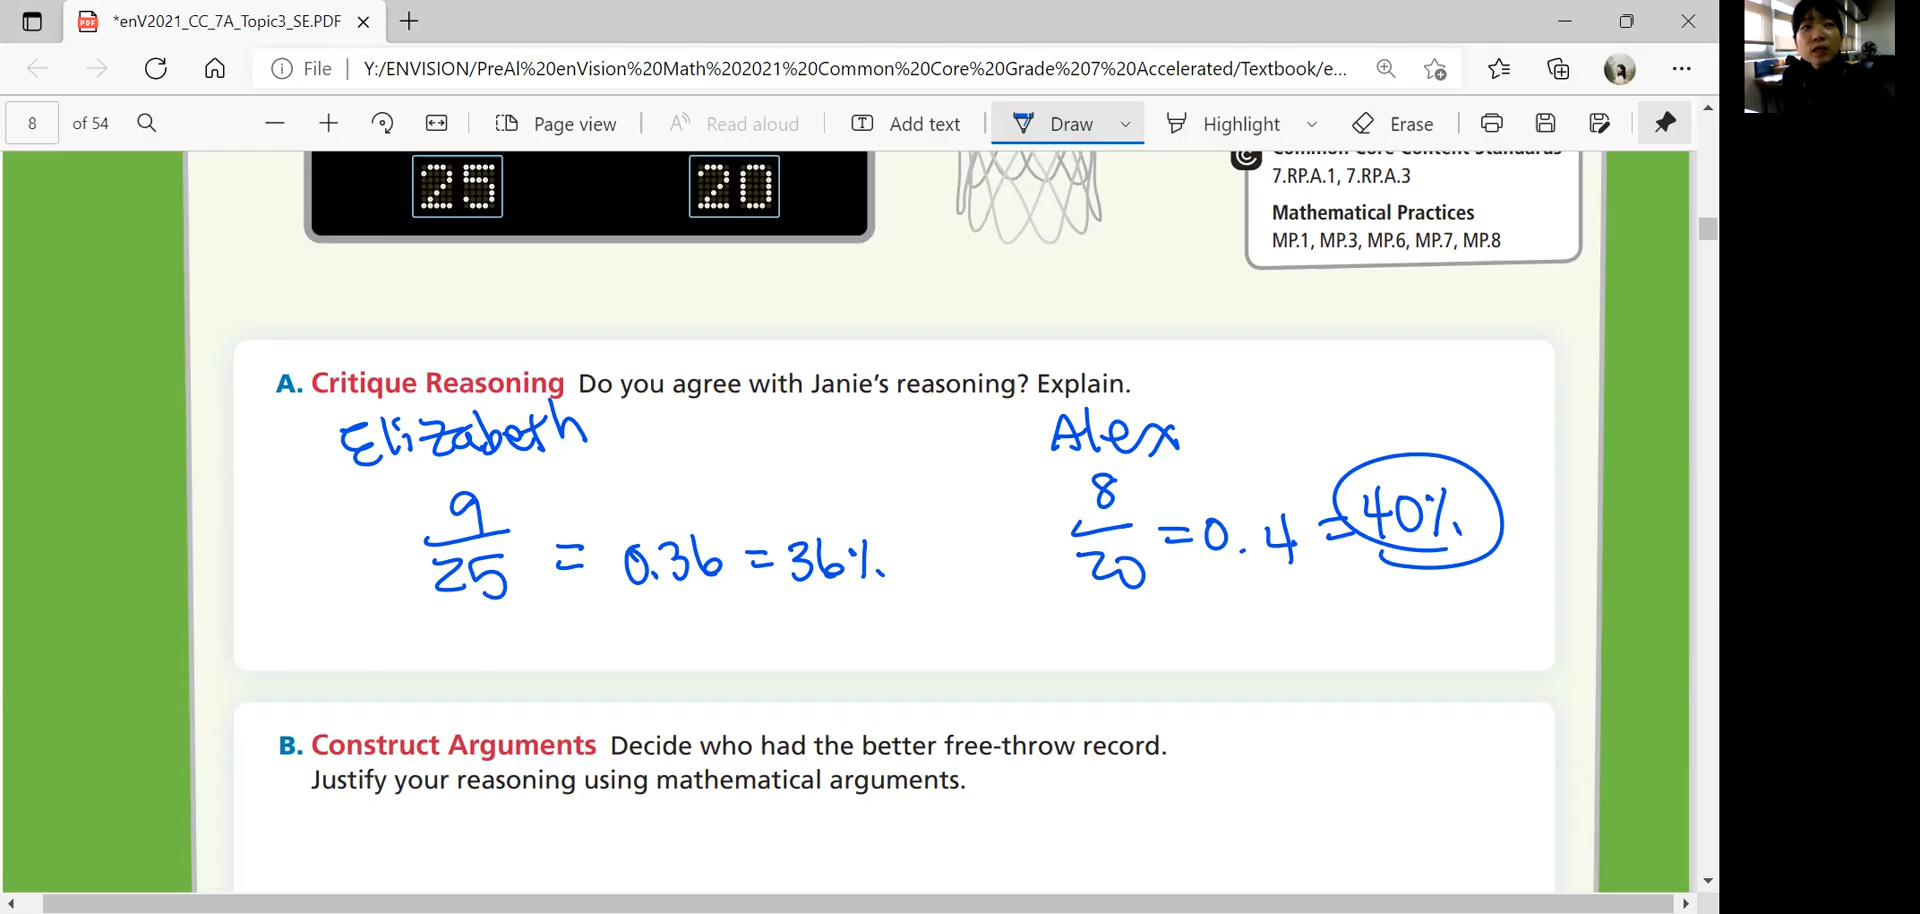 *enV2021_CC_7A_Topic3_SE.PDF
File
Y:/ENVISION/PreAl%20enVision%20Math%202021%20Common%20Core%20Grade%207%20Accelerated/Textbook/e...
8 of 54
Page view
Read aloud
Add text
Draw
Highlight
Erase
25
20
Common Core Content Standards
7.RP.A.1, 7.RP.A.3
Mathematical Practices
MP.1, MP.3, MP.6, MP.7, MP.8
A. Critique Reasoning Do you agree with Janie's reasoning? Explain.
Elizabeth
Alex
9/25 = 0.36 = 36%
8/20 = 0.4 = 40%
B. Construct Arguments Decide who had the better free-throw record.
Justify your reasoning using mathematical arguments.